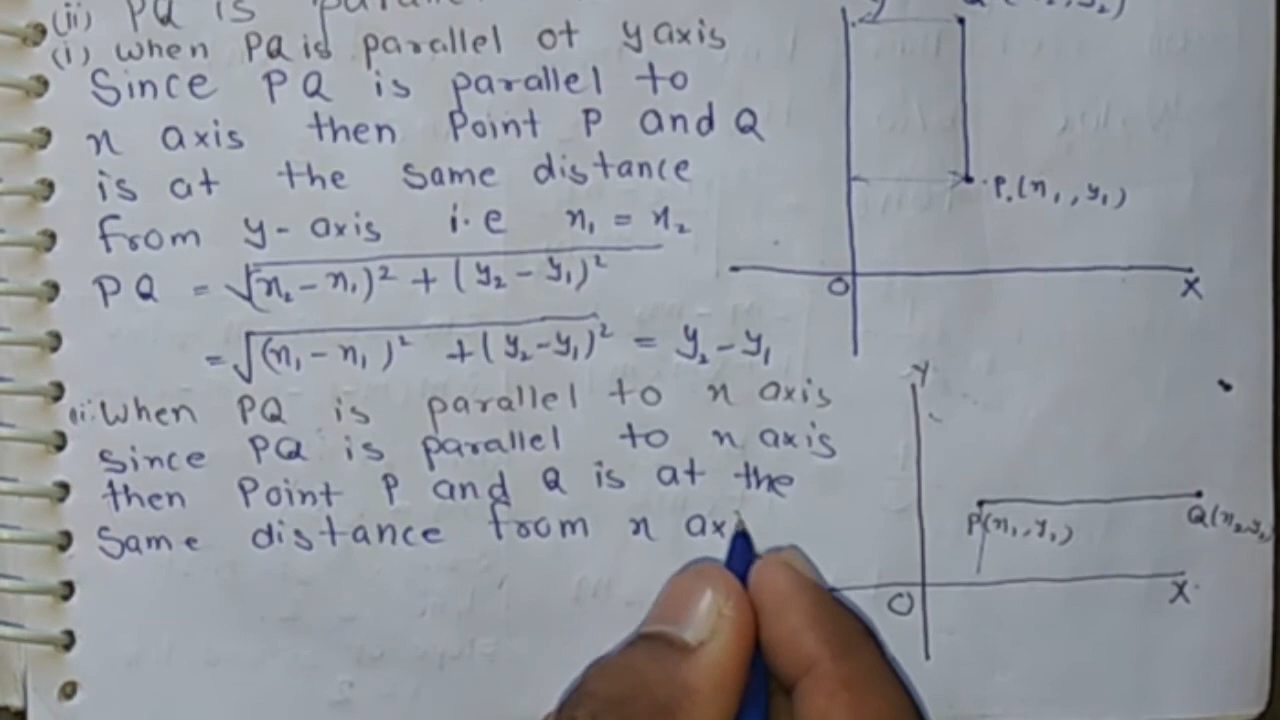 (ii) PQ is
(i) when PQ is parallel ot y axis
Since PQ is parallel to
x axis then Point P and Q
is at the same distance
from y-axis i.e x₁ = x₂
PQ = √(x₂ - x₁)² + (y₂ - y₁)²
= √(x₁ - x₁)² + (y₂ - y₁)² = y₂ - y₁
ii. When PQ is parallel to x axis
Since PQ is parallel to x axis
then Point P and Q is at the
Same distance from x ax
y
P.(x₁, y₁)
O
X
Y
P(x₁, y₁)
O
X